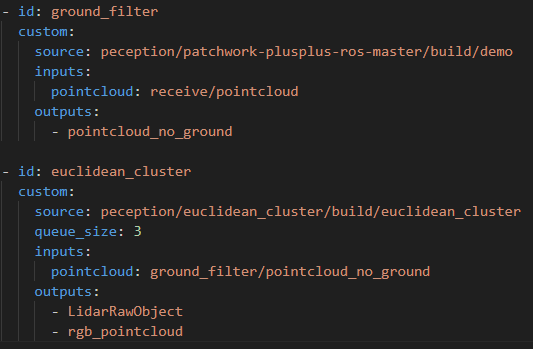 - id: ground_filter
  custom:
    source: peception/patchwork-plusplus-ros-master/build/demo
    inputs:
      pointcloud: receive/pointcloud
    outputs:
      - pointcloud_no_ground

- id: euclidean_cluster
  custom:
    source: peception/euclidean_cluster/build/euclidean_cluster
    queue_size: 3
    inputs:
      pointcloud: ground_filter/pointcloud_no_ground
    outputs:
      - LidarRawObject
      - rgb_pointcloud